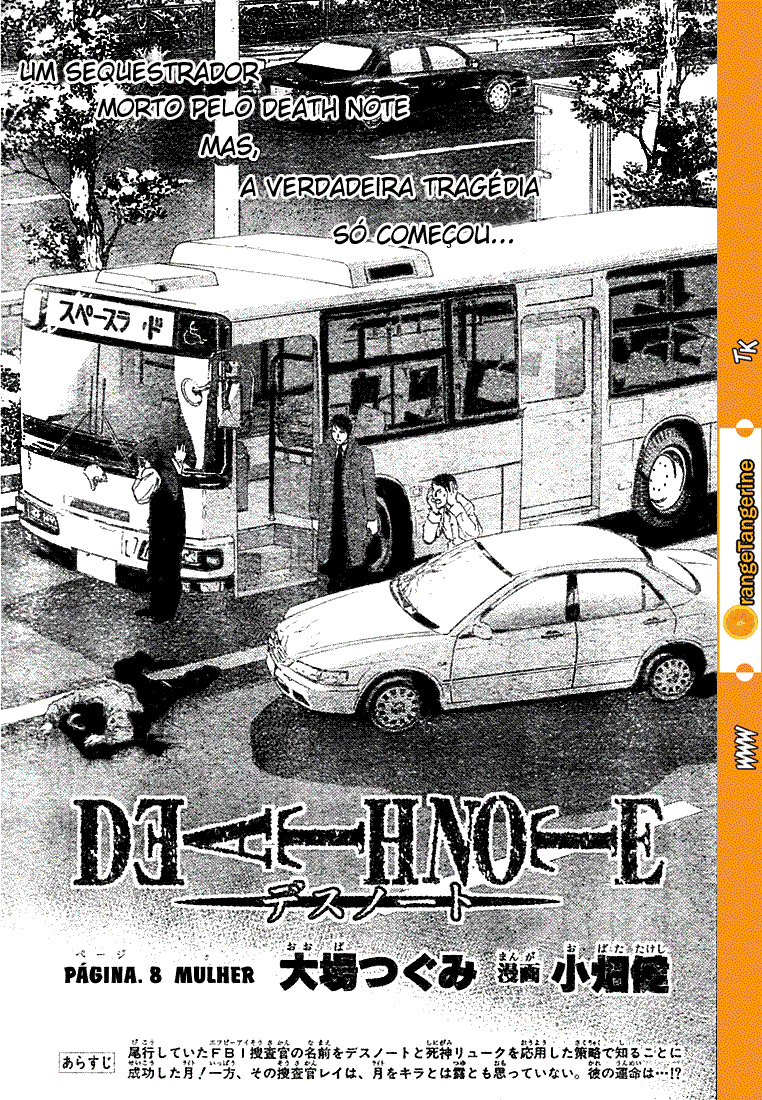 UM SEQUESTRADOR
MORTO PELO DEATH NOTE
MAS,
A VERDADEIRA TRAGÉDIA
SÓ COMEÇOU...
スペースラ ド
TK
OrangeTangerine
WWW
DEATH NOTE
デスノート
PÁGINA. 8 MULHER
大場つぐみ 漫画 小畑健
あらすじ
尾行していたFBI捜査官の名前をデスノートと死神リュークを応用した策略で知ることに
成功した月!一方、その捜査官レイは、月をキラとは露とも思っていない。彼の運命は…!?